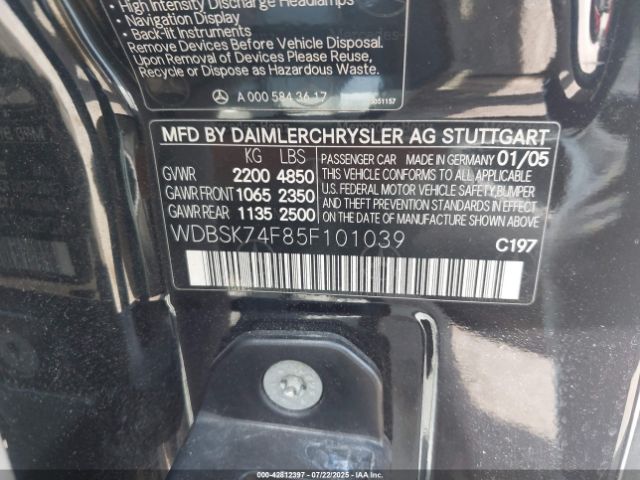 High Intensity Discharge Headlamps
• Navigation Display
• Back-lit Instruments
Remove Devices Before Vehicle Disposal.
Upon Removal of Devices Please Reuse,
Recycle or Dispose as Hazardous Waste.
A 000 584 36 17
MFD BY DAIMLERCHRYSLER AG STUTTGART
KG LBS
GVWR 2200 4850
GAWR FRONT 1065 2350
GAWR REAR 1135 2500
PASSENGER CAR MADE IN GERMANY 01/05
THIS VEHICLE CONFORMS TO ALL APPLICABLE
U.S. FEDERAL MOTOR VEHICLE SAFETY, BUMPER
AND THEFT PREVENTION STANDARDS IN EFFECT
ON THE DATE OF MANUFACTURE SHOWN ABOVE.
WDBSK74F85F101039
C197
000-42812397 / 07/22/2025 / IAAI.COM